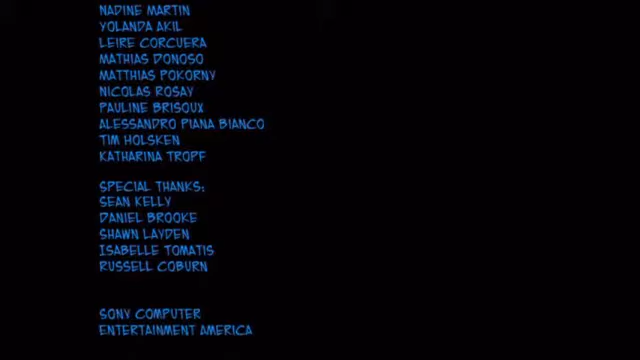 NADINE MARTIN
YOLANDA AKIL
LEIRE CORCUERA
MATHIAS DONOSO
MATTHIAS POKORNY
NICOLAS ROSAY
PAULINE BRISOUX
ALESSANDRO PIANA BIANCO
TIM HOLSKEN
KATHARINA TROPF
SPECIAL THANKS:
SEAN KELLY
DANIEL BROOKE
SHAWN LAYDEN
ISABELLE TOMATIS
RUSSELL COBURN
SONY COMPUTER
ENTERTAINMENT AMERICA